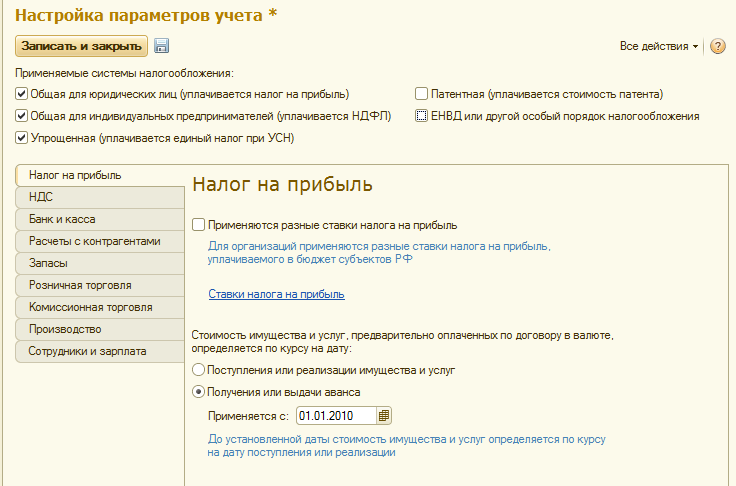 Настройка параметров учета *
Записать и закрыть
Все действия
?
Применяемые системы налогообложения:
Общая для юридических лиц (уплачивается налог на прибыль)
Патентная (уплачивается стоимость патента)
Общая для индивидуальных предпринимателей (уплачивается НДФЛ)
ЕНВД или другой особый порядок налогообложения
Упрощенная (уплачивается единый налог при УСН)
Налог на прибыль
НДС
Банк и касса
Расчеты с контрагентами
Запасы
Розничная торговля
Комиссионная торговля
Производство
Сотрудники и зарплата
Налог на прибыль
Применяются разные ставки налога на прибыль
Для организаций применяются разные ставки налога на прибыль,
уплачиваемого в бюджет субъектов РФ
Ставки налога на прибыль
Стоимость имущества и услуг, предварительно оплаченных по договору в валюте,
определяется по курсу на дату:
Поступления или реализации имущества и услуг
Получения или выдачи аванса
Применяется с: 01.01.2010
До установленной даты стоимость имущества и услуг определяется по курсу
на дату поступления или реализации